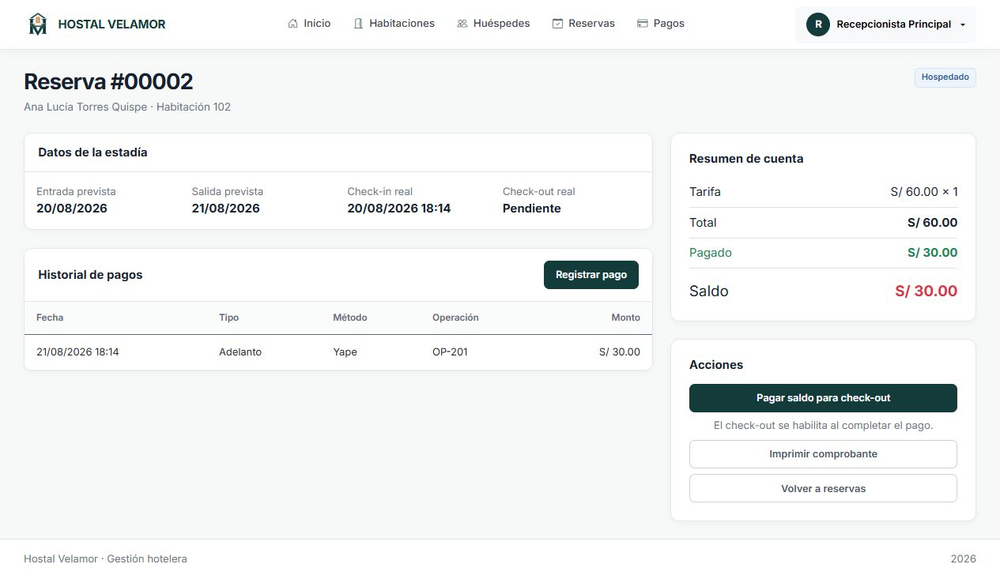 HOSTAL VELAMOR
Inicio
Habitaciones
Huéspedes
Reservas
Pagos
R
Recepcionista Principal
Reserva #00002
Hospedado
Ana Lucía Torres Quispe · Habitación 102
Datos de la estadía
Entrada prevista
20/08/2026
Salida prevista
21/08/2026
Check-in real
20/08/2026 18:14
Check-out real
Pendiente
Historial de pagos
Registrar pago
Fecha Tipo Método Operación Monto
21/08/2026 18:14 Adelanto Yape OP-201 S/ 30.00
Resumen de cuenta
Tarifa S/ 60.00 × 1
Total S/ 60.00
Pagado S/ 30.00
Saldo S/ 30.00
Acciones
Pagar saldo para check-out
El check-out se habilita al completar el pago.
Imprimir comprobante
Volver a reservas
Hostal Velamor · Gestión hotelera
2026